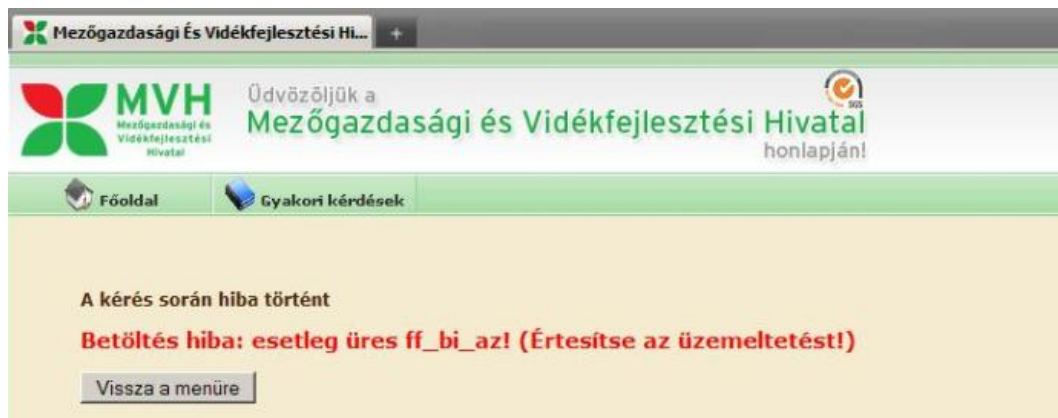 Mezőgazdasági És Vidékfejlesztési Hi...
+
MVH
Mezőgazdasági és
Vidékfejlesztési
Hivatal
Üdvözöljük a
Mezőgazdasági és Vidékfejlesztési Hivatal
honlapján!
SGS
Főoldal
Gyakori kérdések
A kérés során hiba történt
Betöltés hiba: esetleg üres ff_bi_az! (Értesítse az üzemeltetést!)
Vissza a menüre